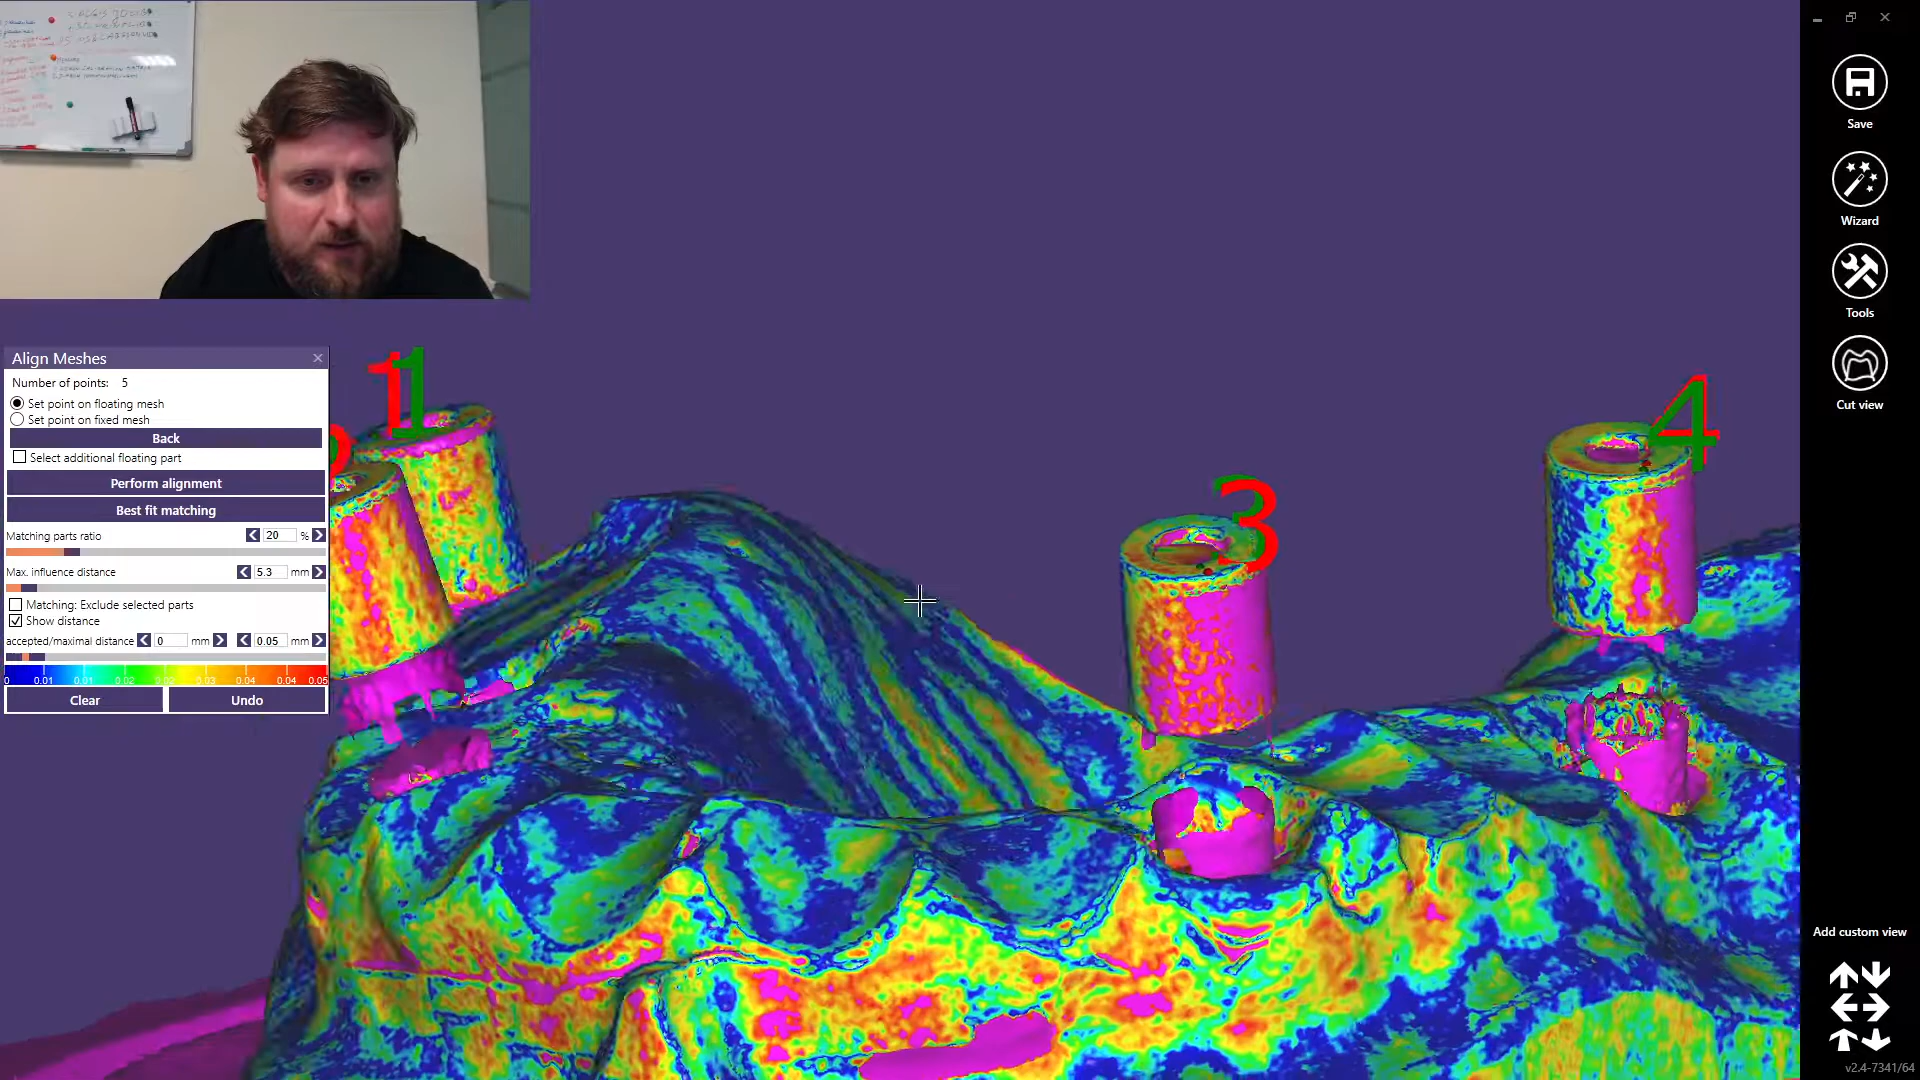 Save
Wizard
Tools
Cut view
Align Meshes
Number of points: 5
Set point on floating mesh
Set point on fixed mesh
Back
Select additional floating part
Perform alignment
Best fit matching
Matching parts ratio 20 %
Max. influence distance 5.3 mm
Matching: Exclude selected parts
Show distance
accepted/maximal distance 0 mm 0.05 mm
0 0.01 0.01 0.02 0.02 0.03 0.04 0.04 0.05
Clear Undo
1 1
3
4
Add custom view
v2.4-7341/64